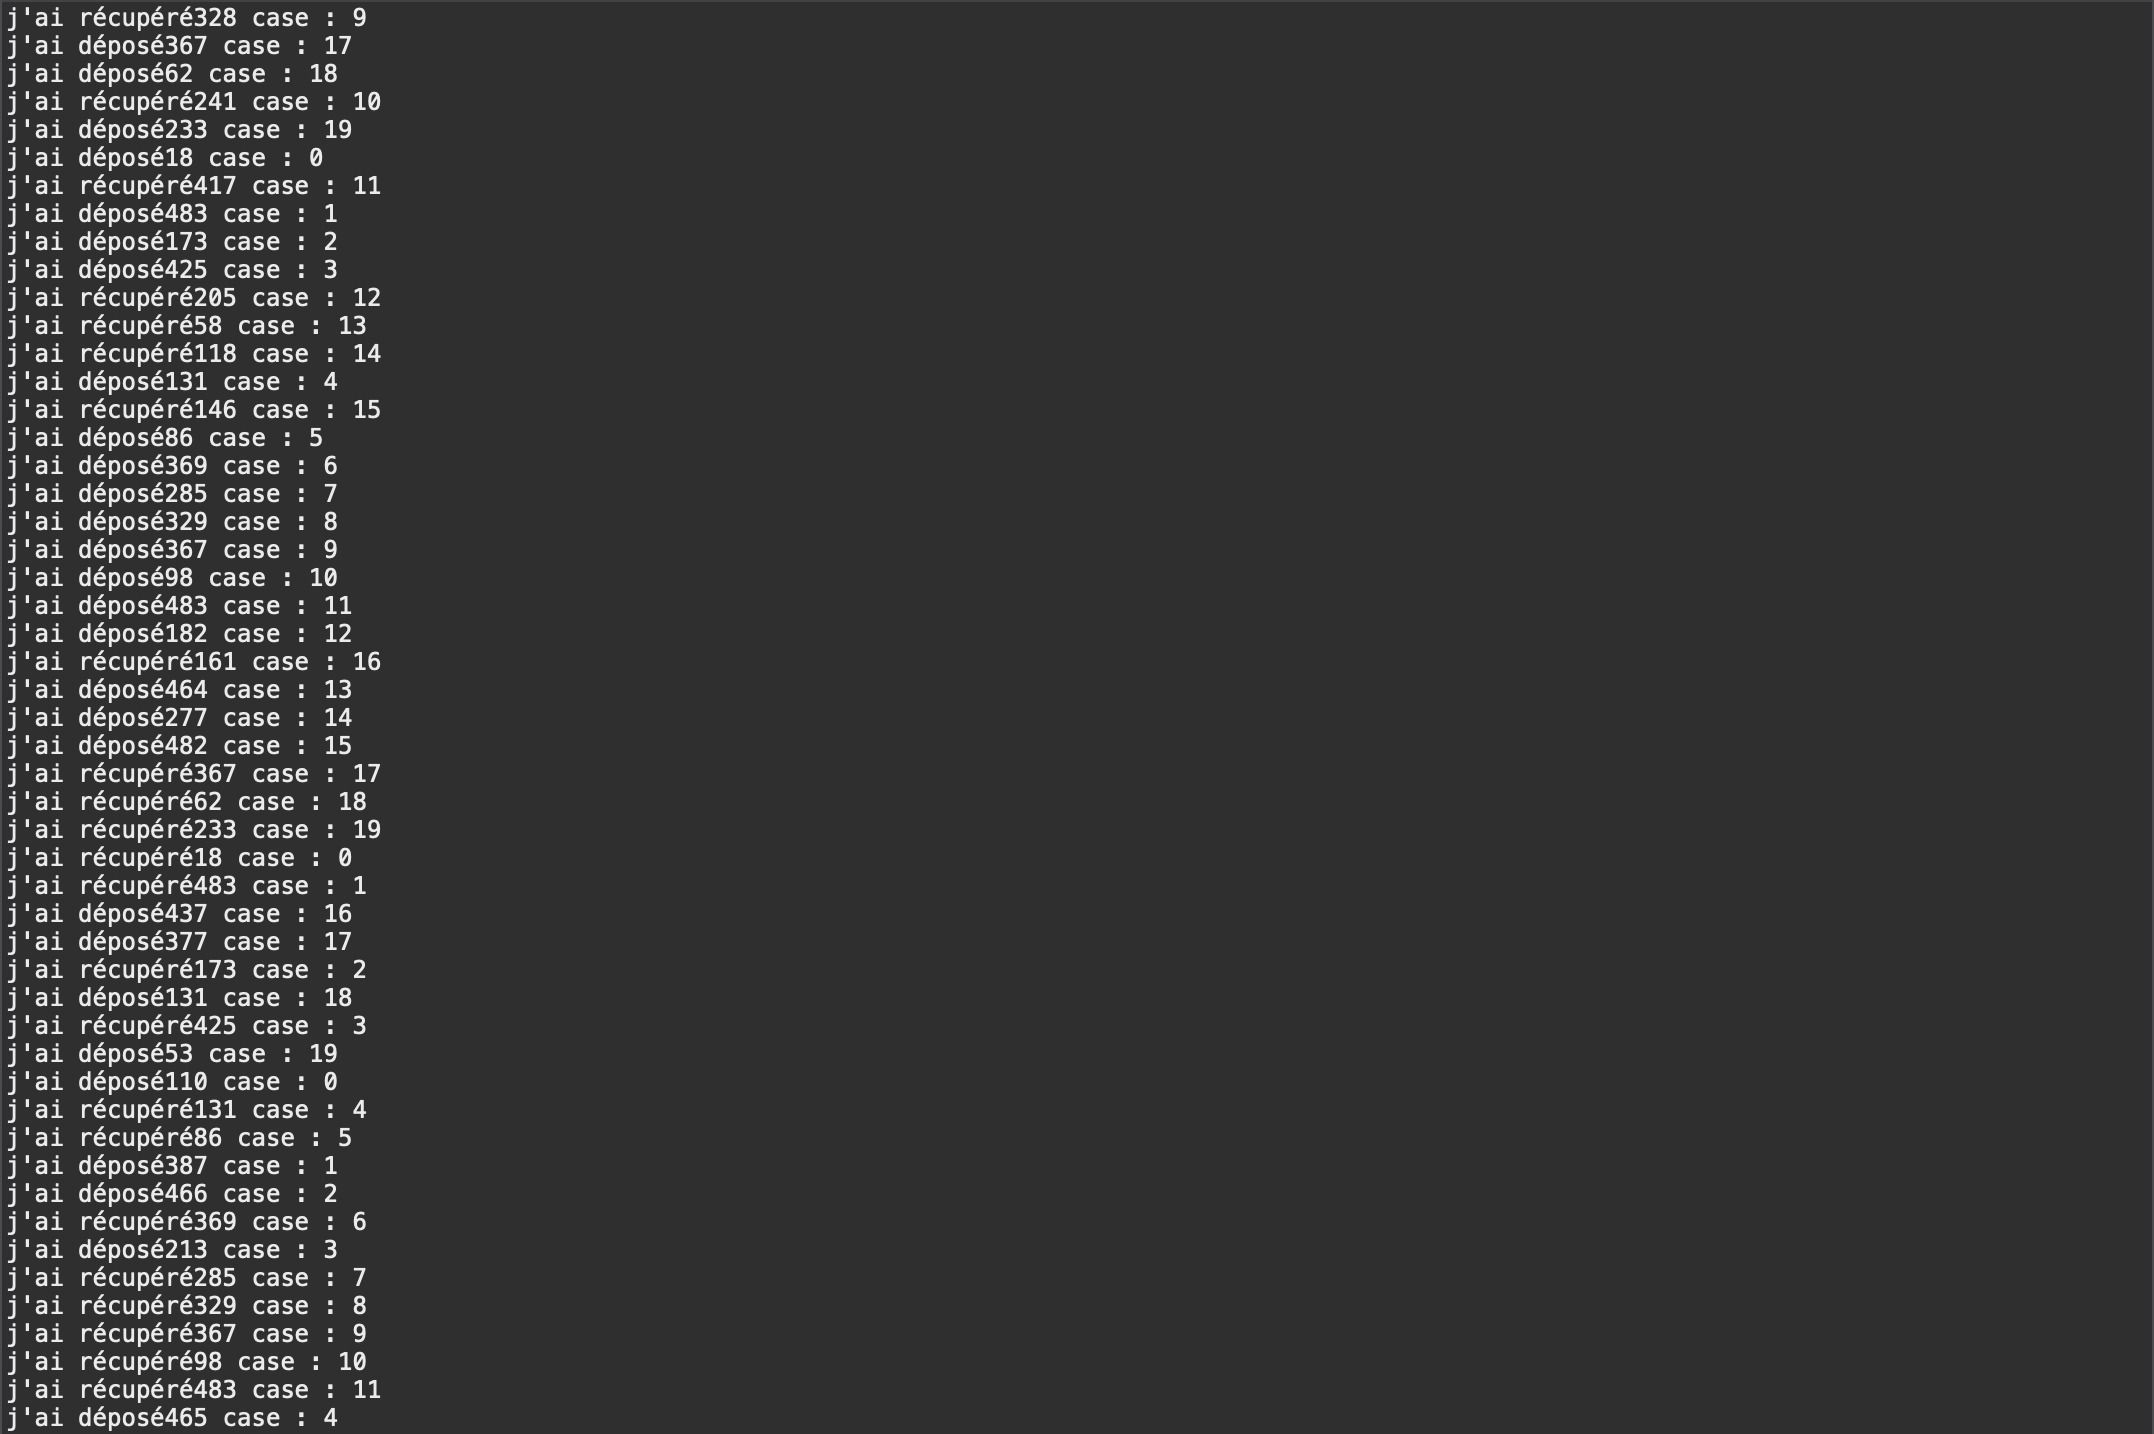 j'ai récupéré328 case : 9
j'ai déposé367 case : 17
j'ai déposé62 case : 18
j'ai récupéré241 case : 10
j'ai déposé233 case : 19
j'ai déposé18 case : 0
j'ai récupéré417 case : 11
j'ai déposé483 case : 1
j'ai déposé173 case : 2
j'ai déposé425 case : 3
j'ai récupéré205 case : 12
j'ai récupéré58 case : 13
j'ai récupéré118 case : 14
j'ai déposé131 case : 4
j'ai récupéré146 case : 15
j'ai déposé86 case : 5
j'ai déposé369 case : 6
j'ai déposé285 case : 7
j'ai déposé329 case : 8
j'ai déposé367 case : 9
j'ai déposé98 case : 10
j'ai déposé483 case : 11
j'ai déposé182 case : 12
j'ai récupéré161 case : 16
j'ai déposé464 case : 13
j'ai déposé277 case : 14
j'ai déposé482 case : 15
j'ai récupéré367 case : 17
j'ai récupéré62 case : 18
j'ai récupéré233 case : 19
j'ai récupéré18 case : 0
j'ai récupéré483 case : 1
j'ai déposé437 case : 16
j'ai déposé377 case : 17
j'ai récupéré173 case : 2
j'ai déposé131 case : 18
j'ai récupéré425 case : 3
j'ai déposé53 case : 19
j'ai déposé110 case : 0
j'ai récupéré131 case : 4
j'ai récupéré86 case : 5
j'ai déposé387 case : 1
j'ai déposé466 case : 2
j'ai récupéré369 case : 6
j'ai déposé213 case : 3
j'ai récupéré285 case : 7
j'ai récupéré329 case : 8
j'ai récupéré367 case : 9
j'ai récupéré98 case : 10
j'ai récupéré483 case : 11
j'ai déposé465 case : 4